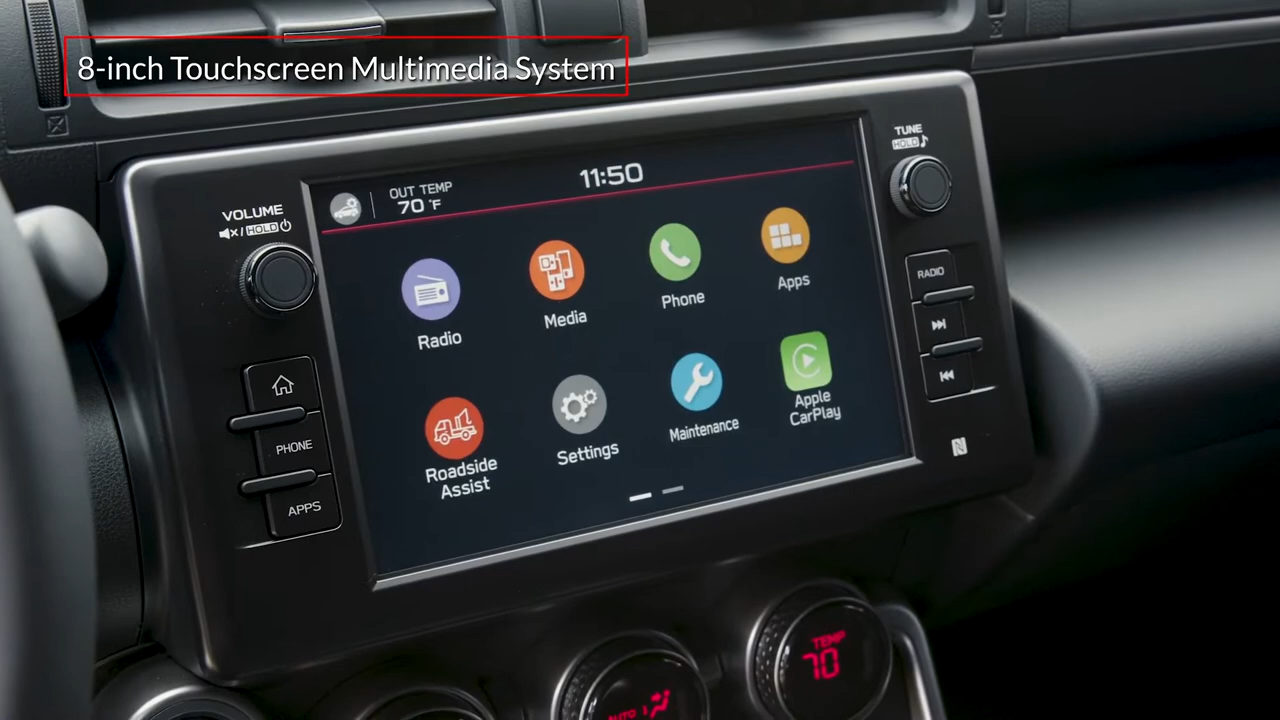 8-inch Touchscreen Multimedia System
TUNE
HOLD
VOLUME
/ HOLD
OUT TEMP
70 °F
11:50
Radio
Media
Phone
Apps
RADIO
Roadside
Assist
Settings
Maintenance
Apple
CarPlay
PHONE
APPS
AUTO
TEMP
70